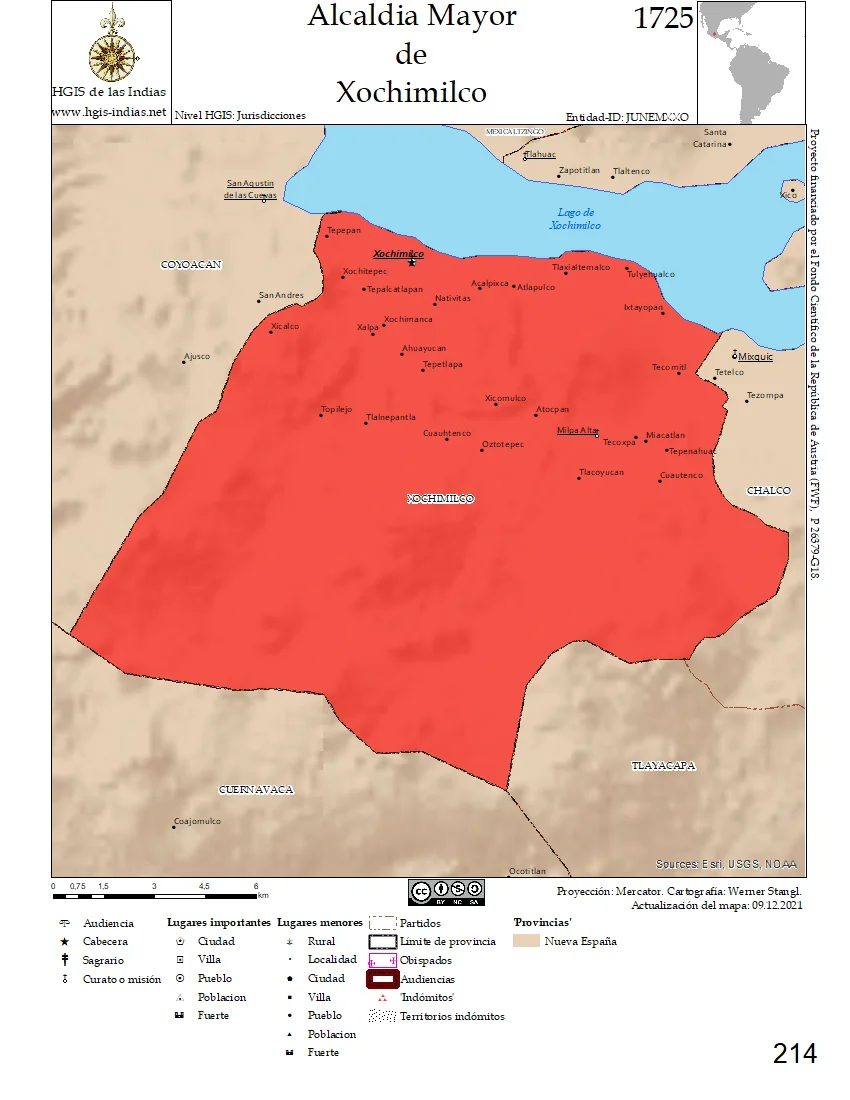 Alcaldia Mayor
de
Xochimilco
1725
HGIS de las Indias
www.hgis-indias.net
Nivel HGIS: Jurisdicciones
Entidad-ID: JUNEMXXO
MEXICALTZINGO
Santa
Catarina
Tlahuac
Zapotitlan
Tlaltenco
San Agustin
de las Cuevas
Xico
Lago de
Xochimilco
Tepepan
Xochimilco
COYOACAN
Xochitepec
Tlaxialtemalco
Tulyehualco
Tepalcatlapan
Acalpixca
Atlapulco
San Andres
Nativitas
Ixtayopan
Xochimanca
Xicalco
Xalpa
Ahuayucan
Ajusco
Mixquic
Tepetlapa
Tecomitl
Tetelco
Tezompa
Xicomulco
Topilejo
Atocpan
Tlalnepantla
Cuauhtenco
Milpa Alta
Oztotepec
Tecoxpa
Miacatlan
Tepenahuac
Tlacoyucan
Cuautenco
CHALCO
XOCHIMILCO
TLAYACAPA
CUERNAVACA
Coajomulco
Ocotitlan
Sources: Esri, USGS, NOAA
Proyecto financiado por el Fondo Científico de la República de Austria (FWF), P 26379-G18.
0 0,75 1,5 3 4,5 6
km
CC BY NC SA
Proyección: Mercator. Cartografía: Werner Stangl.
Actualización del mapa: 09.12.2021
Audiencia
Cabecera
Sagrario
Curato o misión
Lugares importantes
Ciudad
Villa
Pueblo
Poblacion
Fuerte
Lugares menores
Rural
Localidad
Ciudad
Villa
Pueblo
Poblacion
Fuerte
Partidos
Límite de provincia
Obispados
Audiencias
'Indómitos'
Territorios indómitos
'Provincias'
Nueva España
214